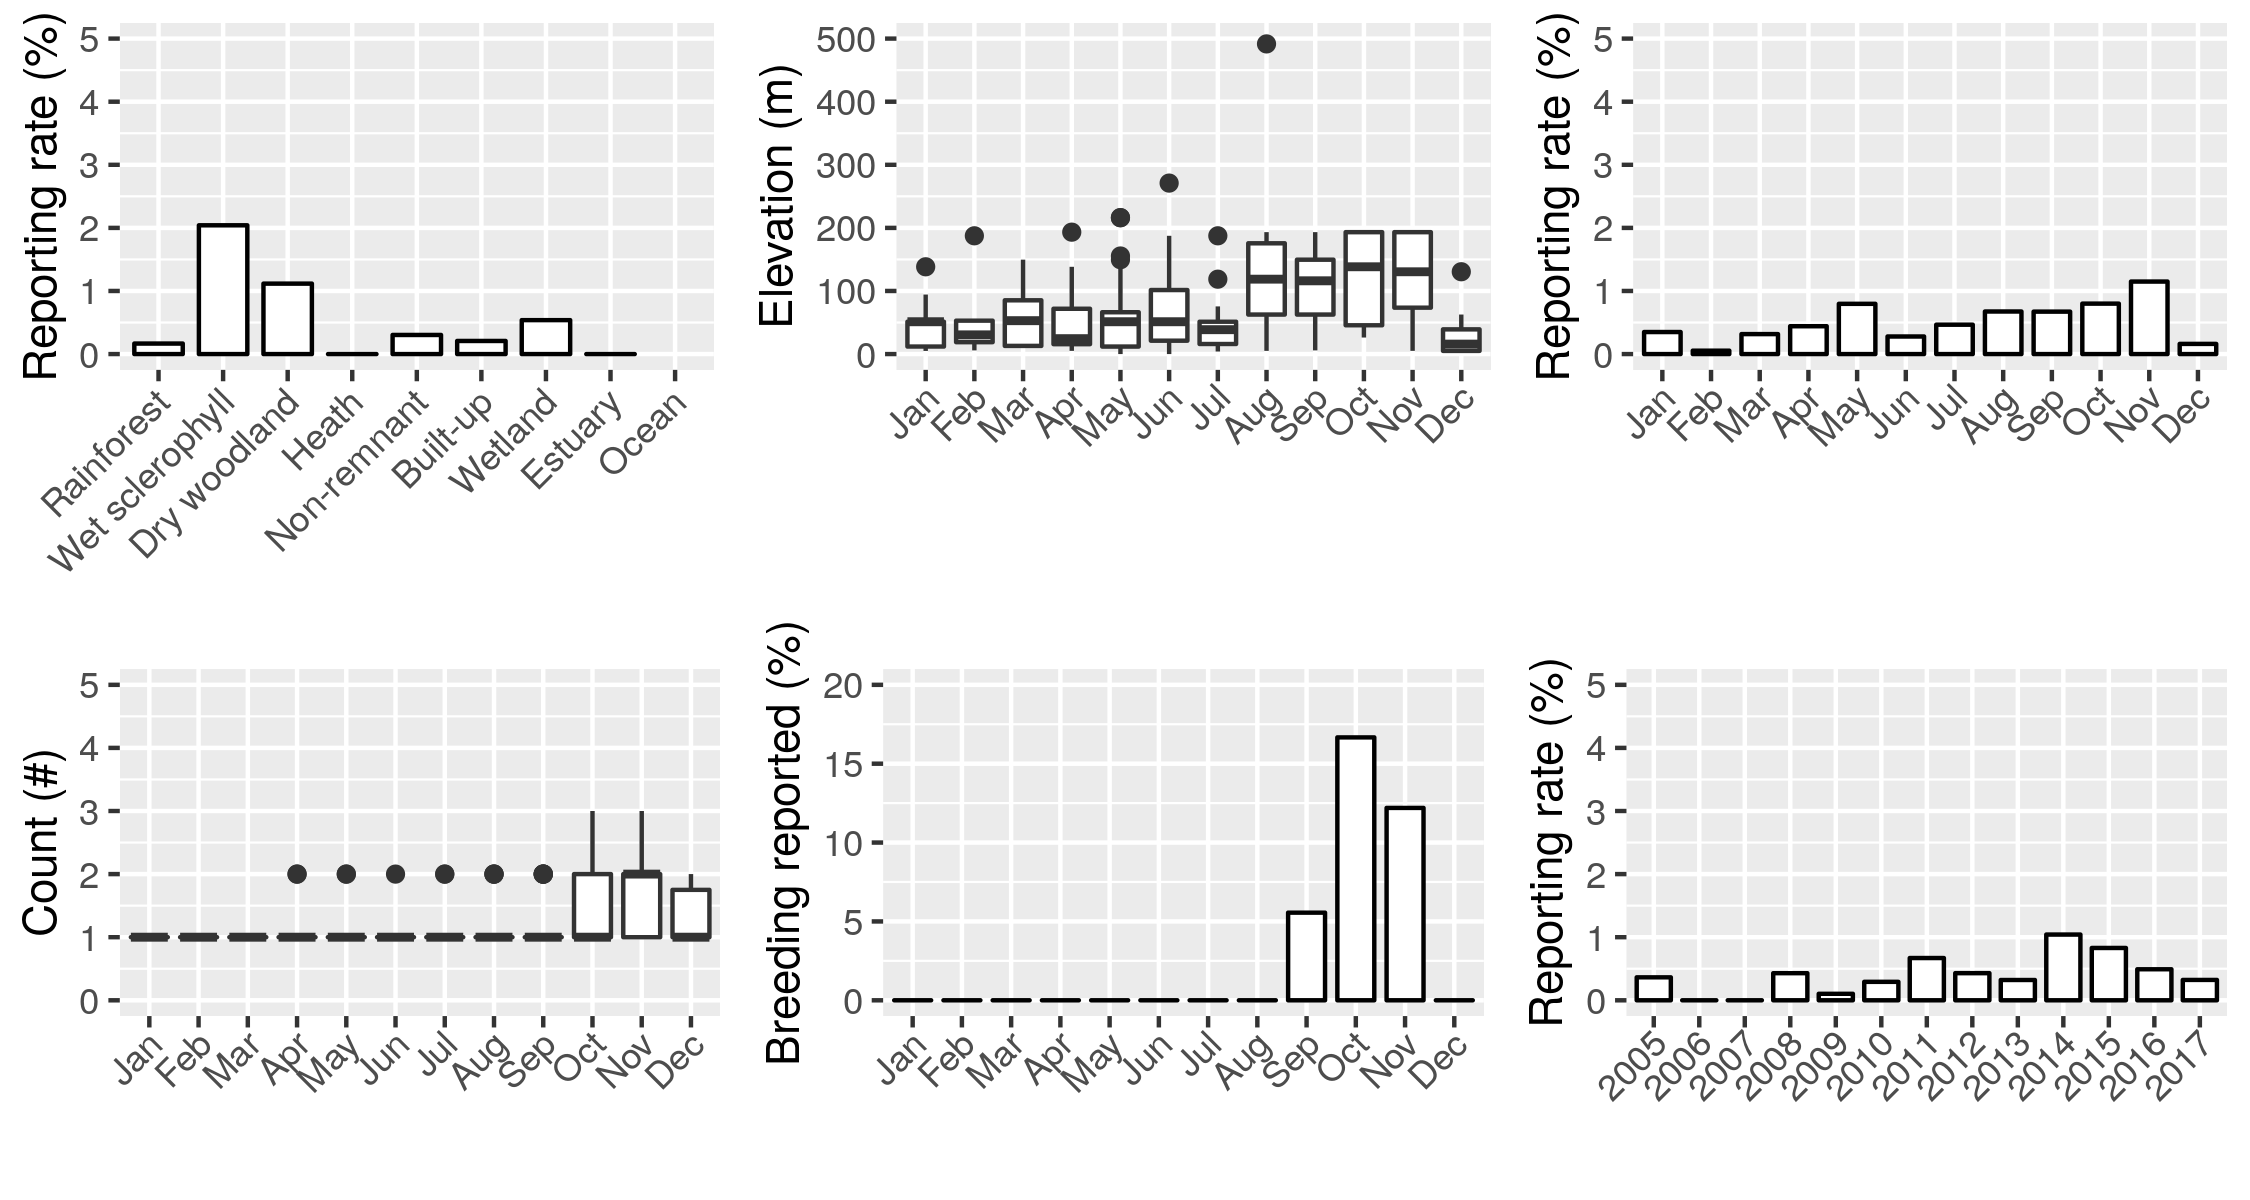 Reporting rate (%)
5
4
3
2
1
0
Rainforest
Wet sclerophyll
Dry woodland
Heath
Non-remnant
Built-up
Wetland
Estuary
Ocean
Elevation (m)
500
400
300
200
100
0
Jan
Feb
Mar
Apr
May
Jun
Jul
Aug
Sep
Oct
Nov
Dec
Reporting rate (%)
5
4
3
2
1
0
Jan
Feb
Mar
Apr
May
Jun
Jul
Aug
Sep
Oct
Nov
Dec
Count (#)
5
4
3
2
1
0
Jan
Feb
Mar
Apr
May
Jun
Jul
Aug
Sep
Oct
Nov
Dec
Breeding reported (%)
20
15
10
5
0
Jan
Feb
Mar
Apr
May
Jun
Jul
Aug
Sep
Oct
Nov
Dec
Reporting rate (%)
5
4
3
2
1
0
2005
2006
2007
2008
2009
2010
2011
2012
2013
2014
2015
2016
2017